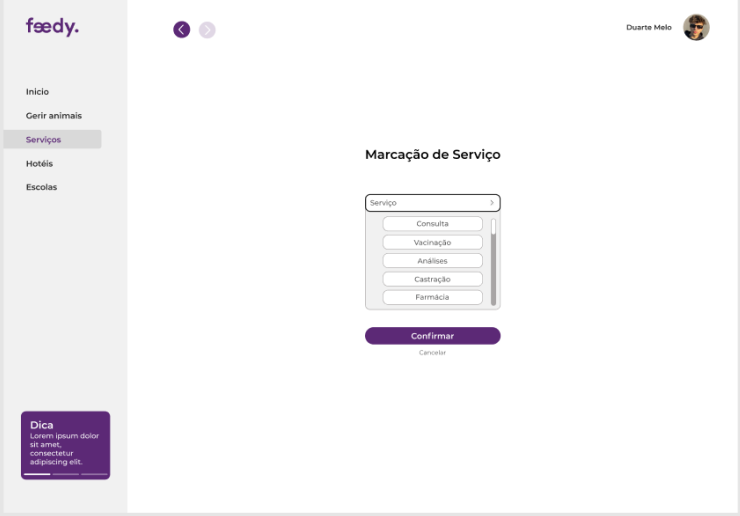 fædy.
Duarte Melo
Inicio
Gerir animais
Serviços
Hotéis
Escolas
Marcação de Serviço
Serviço
Consulta
Vacinação
Análises
Castração
Farmácia
Confirmar
Cancelar
Dica
Lorem ipsum dolor
sit amet,
consectetur
adipiscing elit.